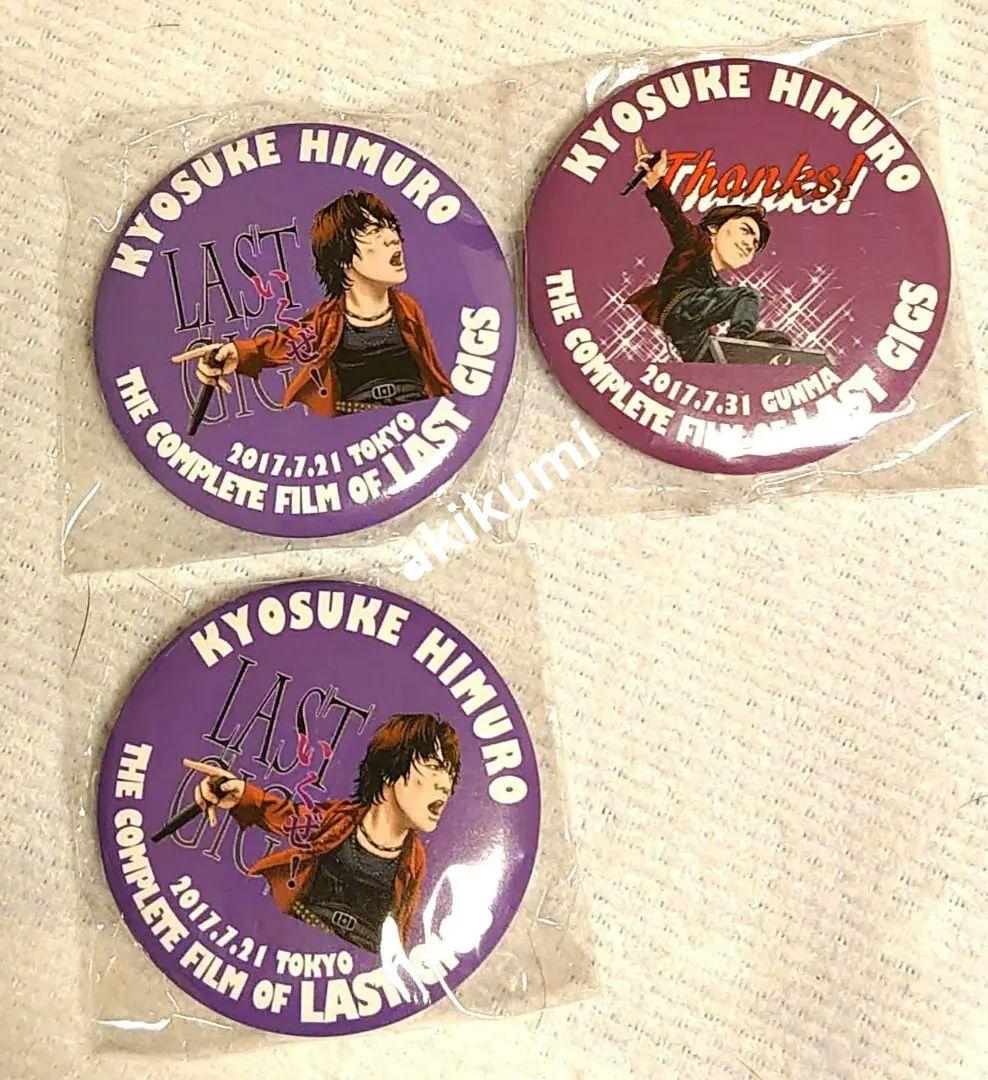 KYOSUKE HIMURO
LAST
GIG
いくぜ!
2017.7.21 TOKYO
THE COMPLETE FILM OF LAST GIGS
KYOSUKE HIMURO
Thanks!
2017.7.31 GUNMA
THE COMPLETE FILM OF LAST GIGS
akikumi
KYOSUKE HIMURO
LAST
GIG
いくぜ!
2017.7.21 TOKYO
THE COMPLETE FILM OF LAST GIGS